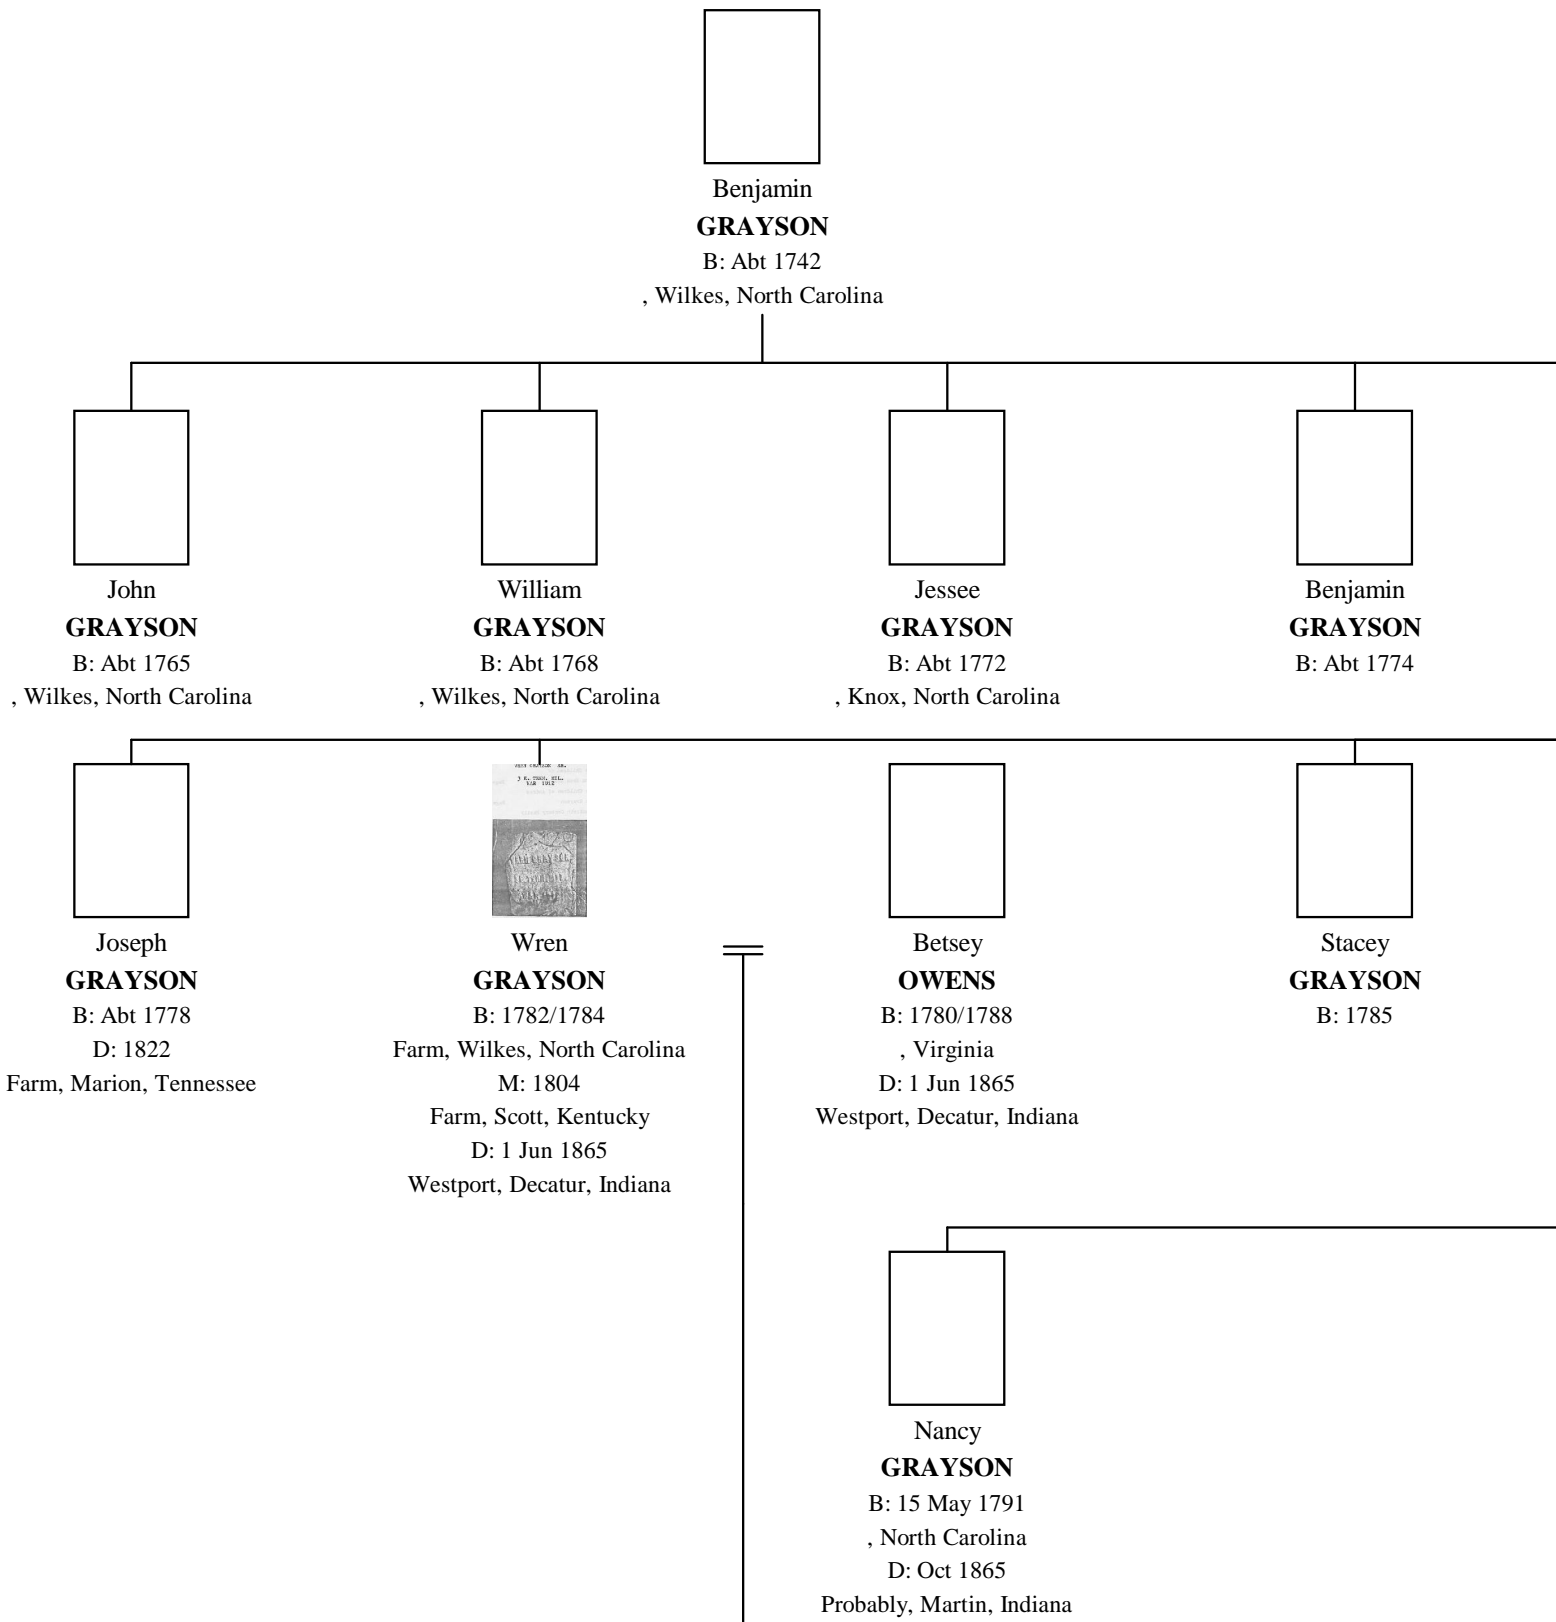 Benjamin
GRAYSON
B: Abt 1742
, Wilkes, North Carolina
John
GRAYSON
B: Abt 1765
, Wilkes, North Carolina
William
GRAYSON
B: Abt 1768
, Wilkes, North Carolina
Jessee
GRAYSON
B: Abt 1772
, Knox, North Carolina
Benjamin
GRAYSON
B: Abt 1774
WAR 1812
Joseph
GRAYSON
B: Abt 1778
D: 1822
Farm, Marion, Tennessee
Wren
GRAYSON
B: 1782/1784
Farm, Wilkes, North Carolina
M: 1804
Farm, Scott, Kentucky
D: 1 Jun 1865
Westport, Decatur, Indiana
Betsey
OWENS
B: 1780/1788
, Virginia
D: 1 Jun 1865
Westport, Decatur, Indiana
Stacey
GRAYSON
B: 1785
Nancy
GRAYSON
B: 15 May 1791
, North Carolina
D: Oct 1865
Probably, Martin, Indiana